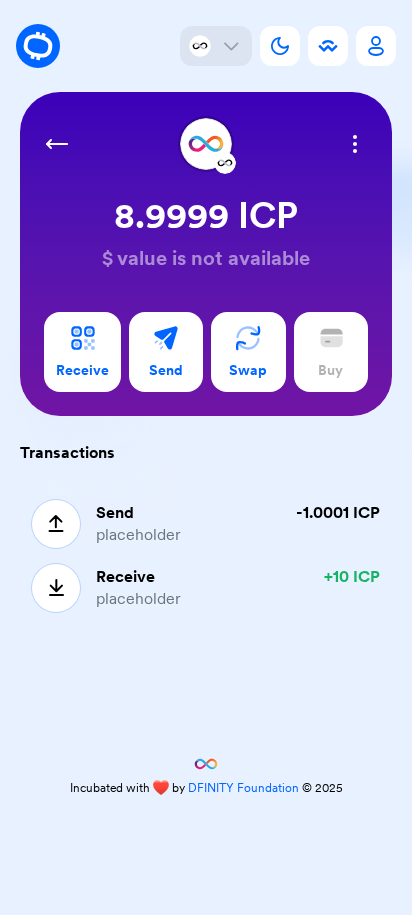 8.9999 ICP
$ value is not available
Receive
Send
Swap
Buy
Transactions
Send
-1.0001 ICP
placeholder
Receive
+10 ICP
placeholder
Incubated with ❤️ by DFINITY Foundation © 2025